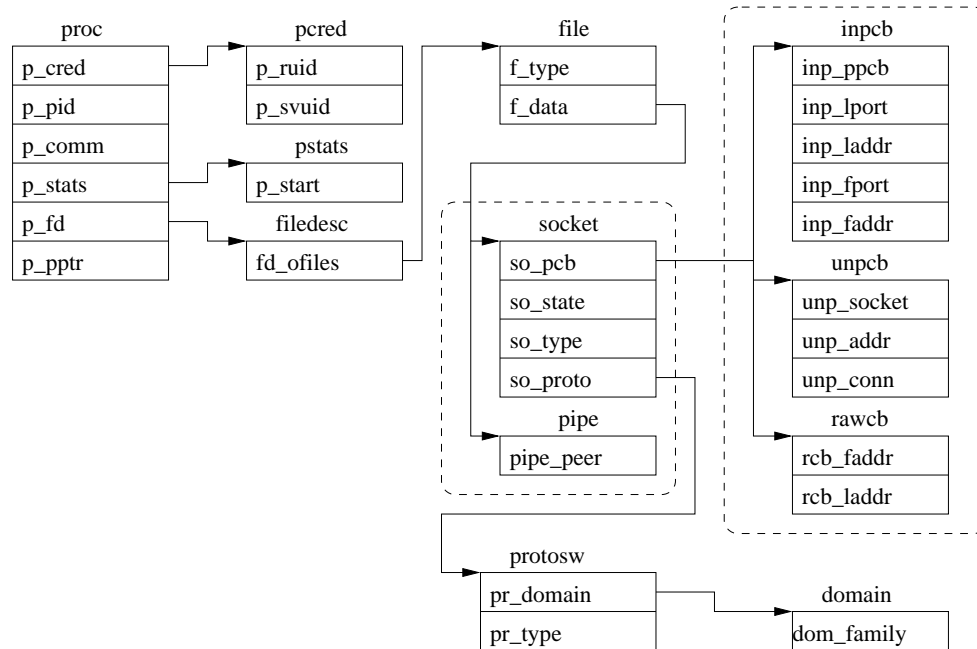 proc
p_cred
p_pid
p_comm
p_stats
p_fd
p_pptr
pcred
p_ruid
p_svuid
pstats
p_start
filedesc
fd_ofiles
file
f_type
f_data
socket
so_pcb
so_state
so_type
so_proto
pipe
pipe_peer
inpcb
inp_ppcb
inp_lport
inp_laddr
inp_fport
inp_faddr
unpcb
unp_socket
unp_addr
unp_conn
rawcb
rcb_faddr
rcb_laddr
protosw
pr_domain
pr_type
domain
dom_family